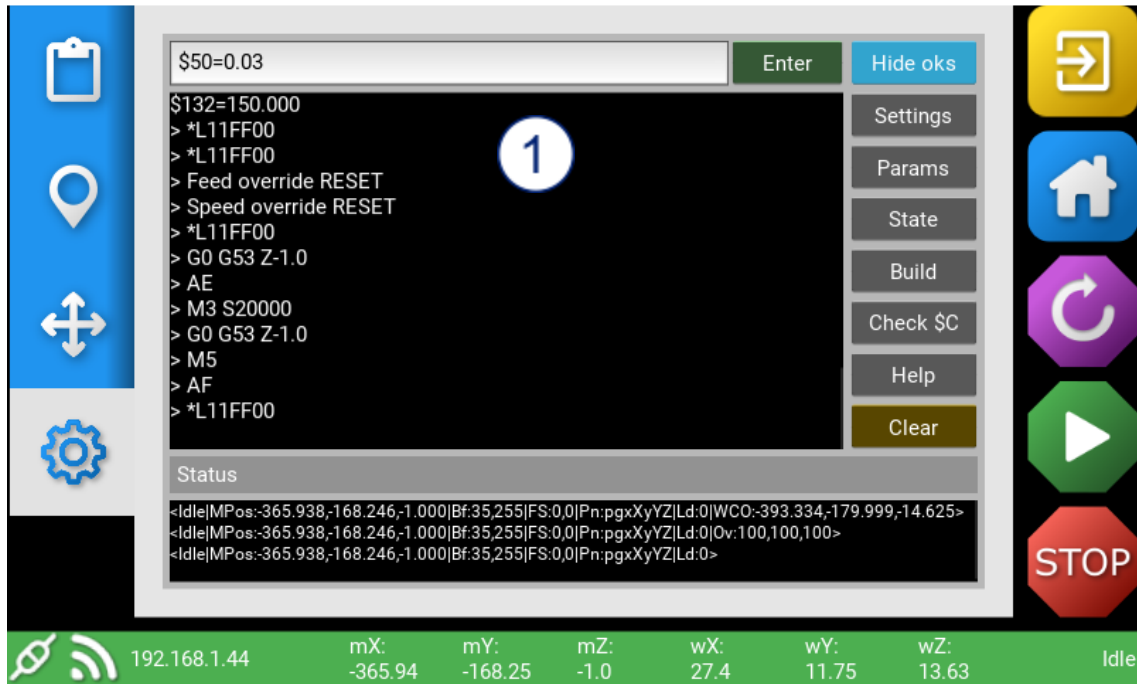 $50=0.03
Enter
Hide oks
$132=150.000
> *L11FF00
> *L11FF00
> Feed override RESET
> Speed override RESET
> *L11FF00
> G0 G53 Z-1.0
> AE
> M3 S20000
> G0 G53 Z-1.0
> M5
> AF
> *L11FF00
1
Settings
Params
State
Build
Check $C
Help
Clear
Status
<Idle|MPos:-365.938,-168.246,-1.000|Bf:35,255|FS:0,0|Pn:pgxXyYZ|Ld:0|WCO:-393.334,-179.999,-14.625>
<Idle|MPos:-365.938,-168.246,-1.000|Bf:35,255|FS:0,0|Pn:pgxXyYZ|Ld:0|Ov:100,100,100>
<Idle|MPos:-365.938,-168.246,-1.000|Bf:35,255|FS:0,0|Pn:pgxXyYZ|Ld:0>
STOP
192.168.1.44
mX:
-365.94
mY:
-168.25
mZ:
-1.0
wX:
27.4
wY:
11.75
wZ:
13.63
Idle